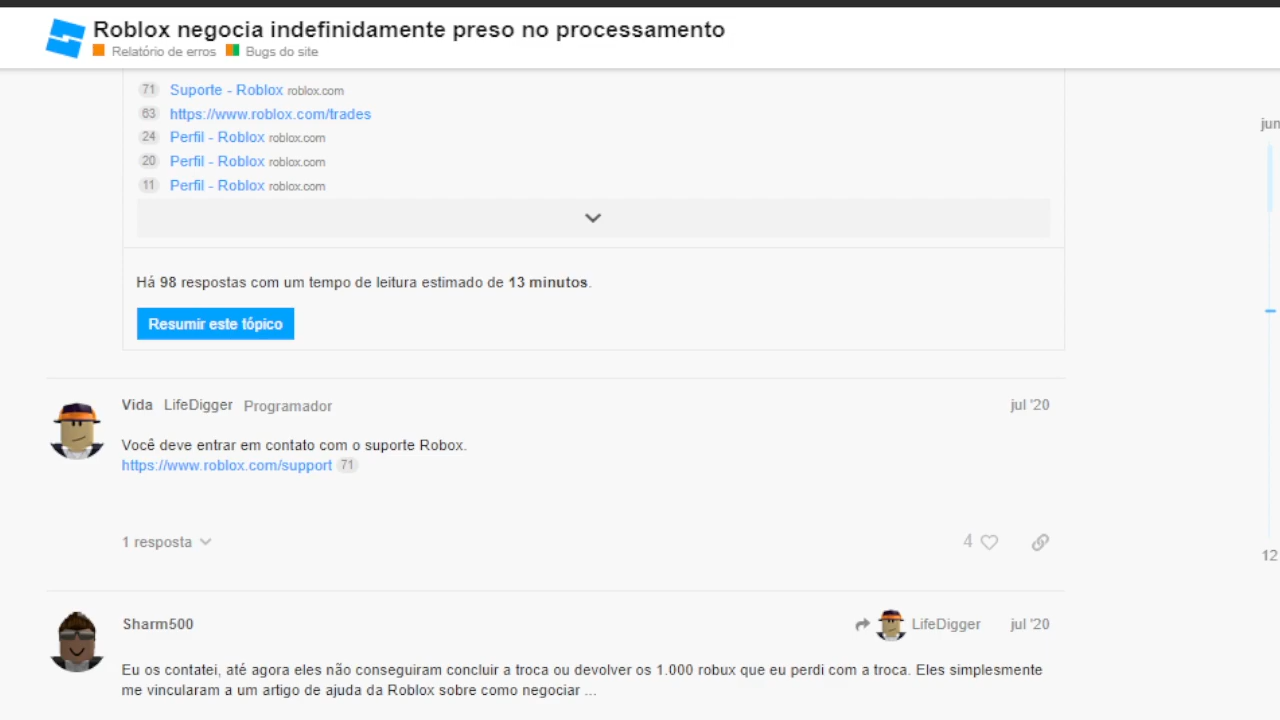 Roblox negocia indefinidamente preso no processamento
Relatório de erros Bugs do site
71 Suporte - Roblox roblox.com
63 https://www.roblox.com/trades
24 Perfil - Roblox roblox.com
20 Perfil - Roblox roblox.com
11 Perfil - Roblox roblox.com
Há 98 respostas com um tempo de leitura estimado de 13 minutos.
Resumir este tópico
Vida LifeDigger Programador jul '20
Você deve entrar em contato com o suporte Robox.
https://www.roblox.com/support 71
1 resposta 4
Sharm500 LifeDigger jul '20
Eu os contatei, até agora eles não conseguiram concluir a troca ou devolver os 1.000 robux que eu perdi com a troca. Eles simplesmente
me vincularam a um artigo de ajuda da Roblox sobre como negociar ...
jun
12